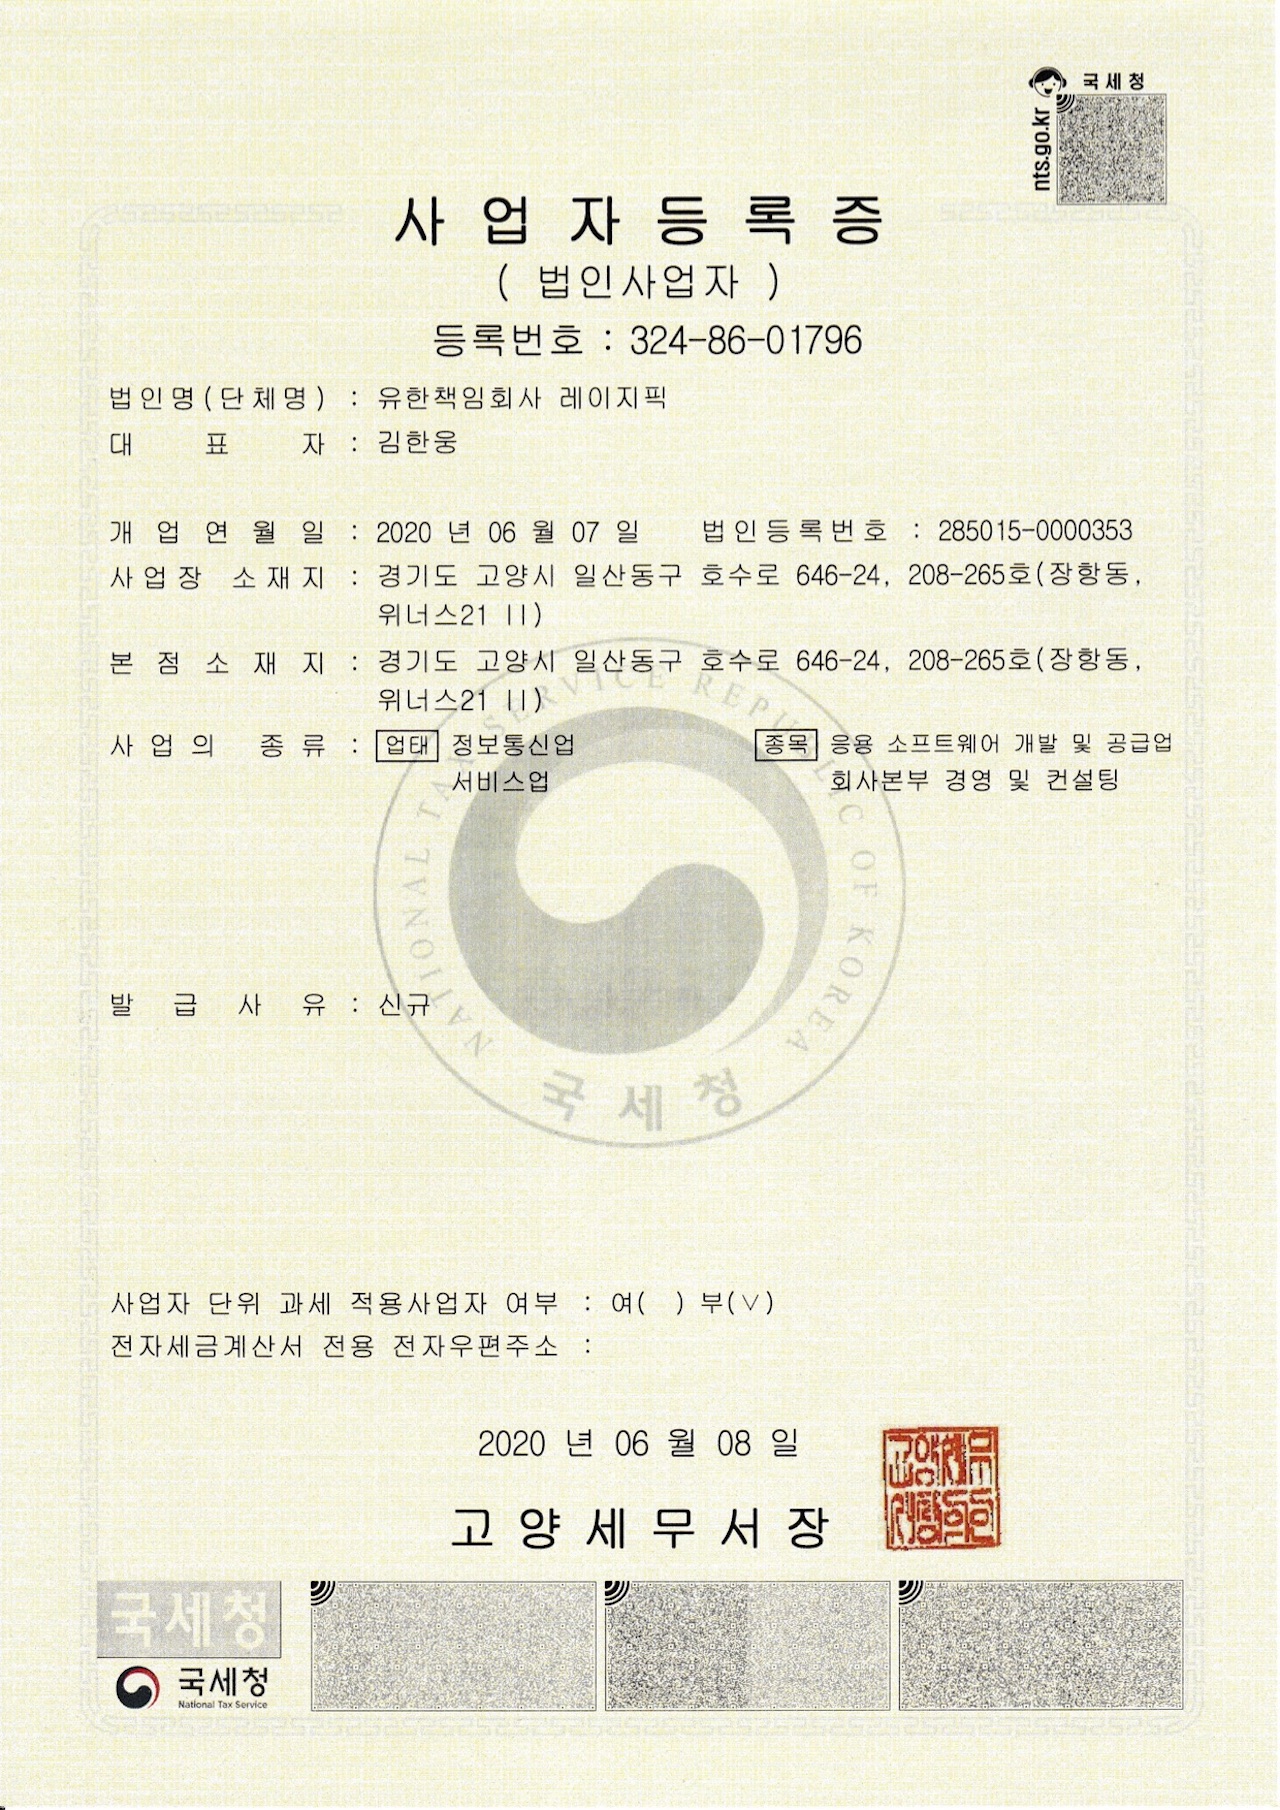 국세청
nts.go.kr
사업자등록증
( 법인사업자 )
등록번호 : 324-86-01796
법인명(단체명) : 유한책임회사 레이지픽
대 표 자 : 김한웅
개 업 연 월 일 : 2020 년 06 월 07 일 법인등록번호 : 285015-0000353
사업장 소재지 : 경기도 고양시 일산동구 호수로 646-24, 208-265호(장항동,
위너스21 II)
본 점 소 재 지 : 경기도 고양시 일산동구 호수로 646-24, 208-265호(장항동,
위너스21 II)
사업의 종류 : 업태 정보통신업 종목 응용 소프트웨어 개발 및 공급업
서비스업 회사본부 경영 및 컨설팅
NATIONAL TAX SERVICE REPUBLIC OF KOREA
국세청
발 급 사 유 : 신규
사업자 단위 과세 적용사업자 여부 : 여( ) 부(∨)
전자세금계산서 전용 전자우편주소 :
2020 년 06 월 08 일
고양세무서장
국세청
국세청
National Tax Service